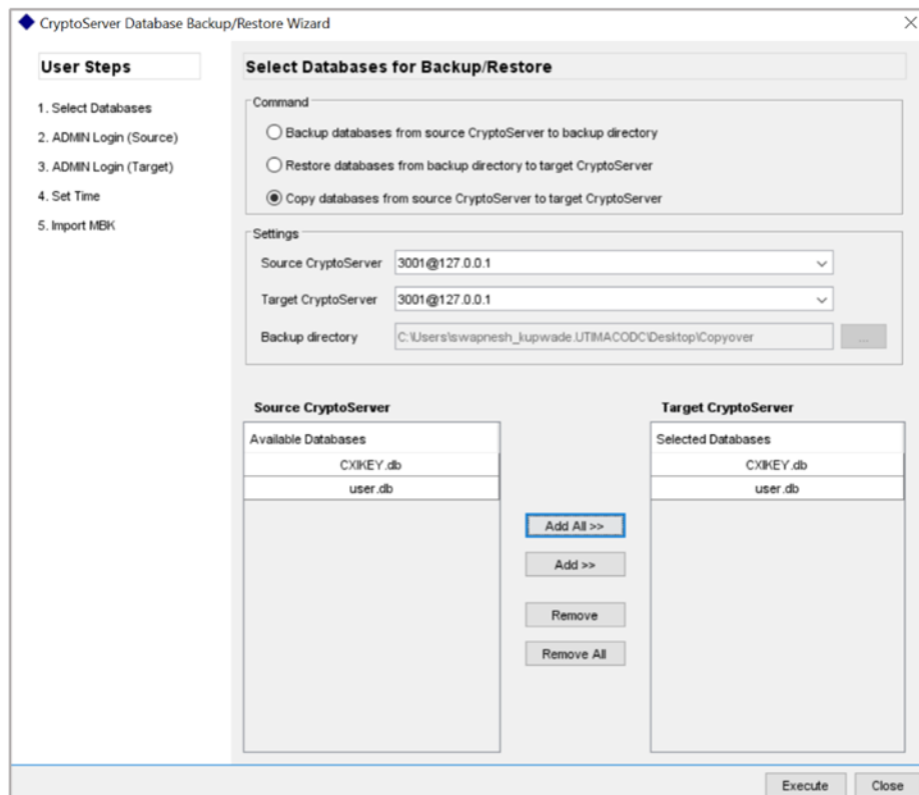 CryptoServer Database Backup/Restore Wizard
User Steps
1. Select Databases
2. ADMIN Login (Source)
3. ADMIN Login (Target)
4. Set Time
5. Import MBK
Select Databases for Backup/Restore
Command
Backup databases from source CryptoServer to backup directory
Restore databases from backup directory to target CryptoServer
Copy databases from source CryptoServer to target CryptoServer
Settings
Source CryptoServer 3001@127.0.0.1
Target CryptoServer 3001@127.0.0.1
Backup directory C:\Users\swapnesh_kupwade.UTIMACODC\Desktop\Copyover ...
Source CryptoServer
Available Databases
CXIKEY.db
user.db
Add All >>
Add >>
Remove
Remove All
Target CryptoServer
Selected Databases
CXIKEY.db
user.db
Execute Close